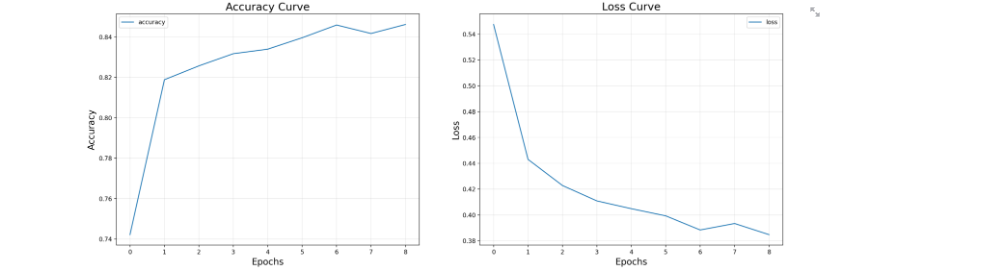 Accuracy Curve
accuracy
0.84
0.82
0.80
0.78
0.76
0.74
Accuracy
0 1 2 3 4 5 6 7 8
Epochs
Loss Curve
loss
0.54
0.52
0.50
0.48
0.46
0.44
0.42
0.40
0.38
Loss
0 1 2 3 4 5 6 7 8
Epochs